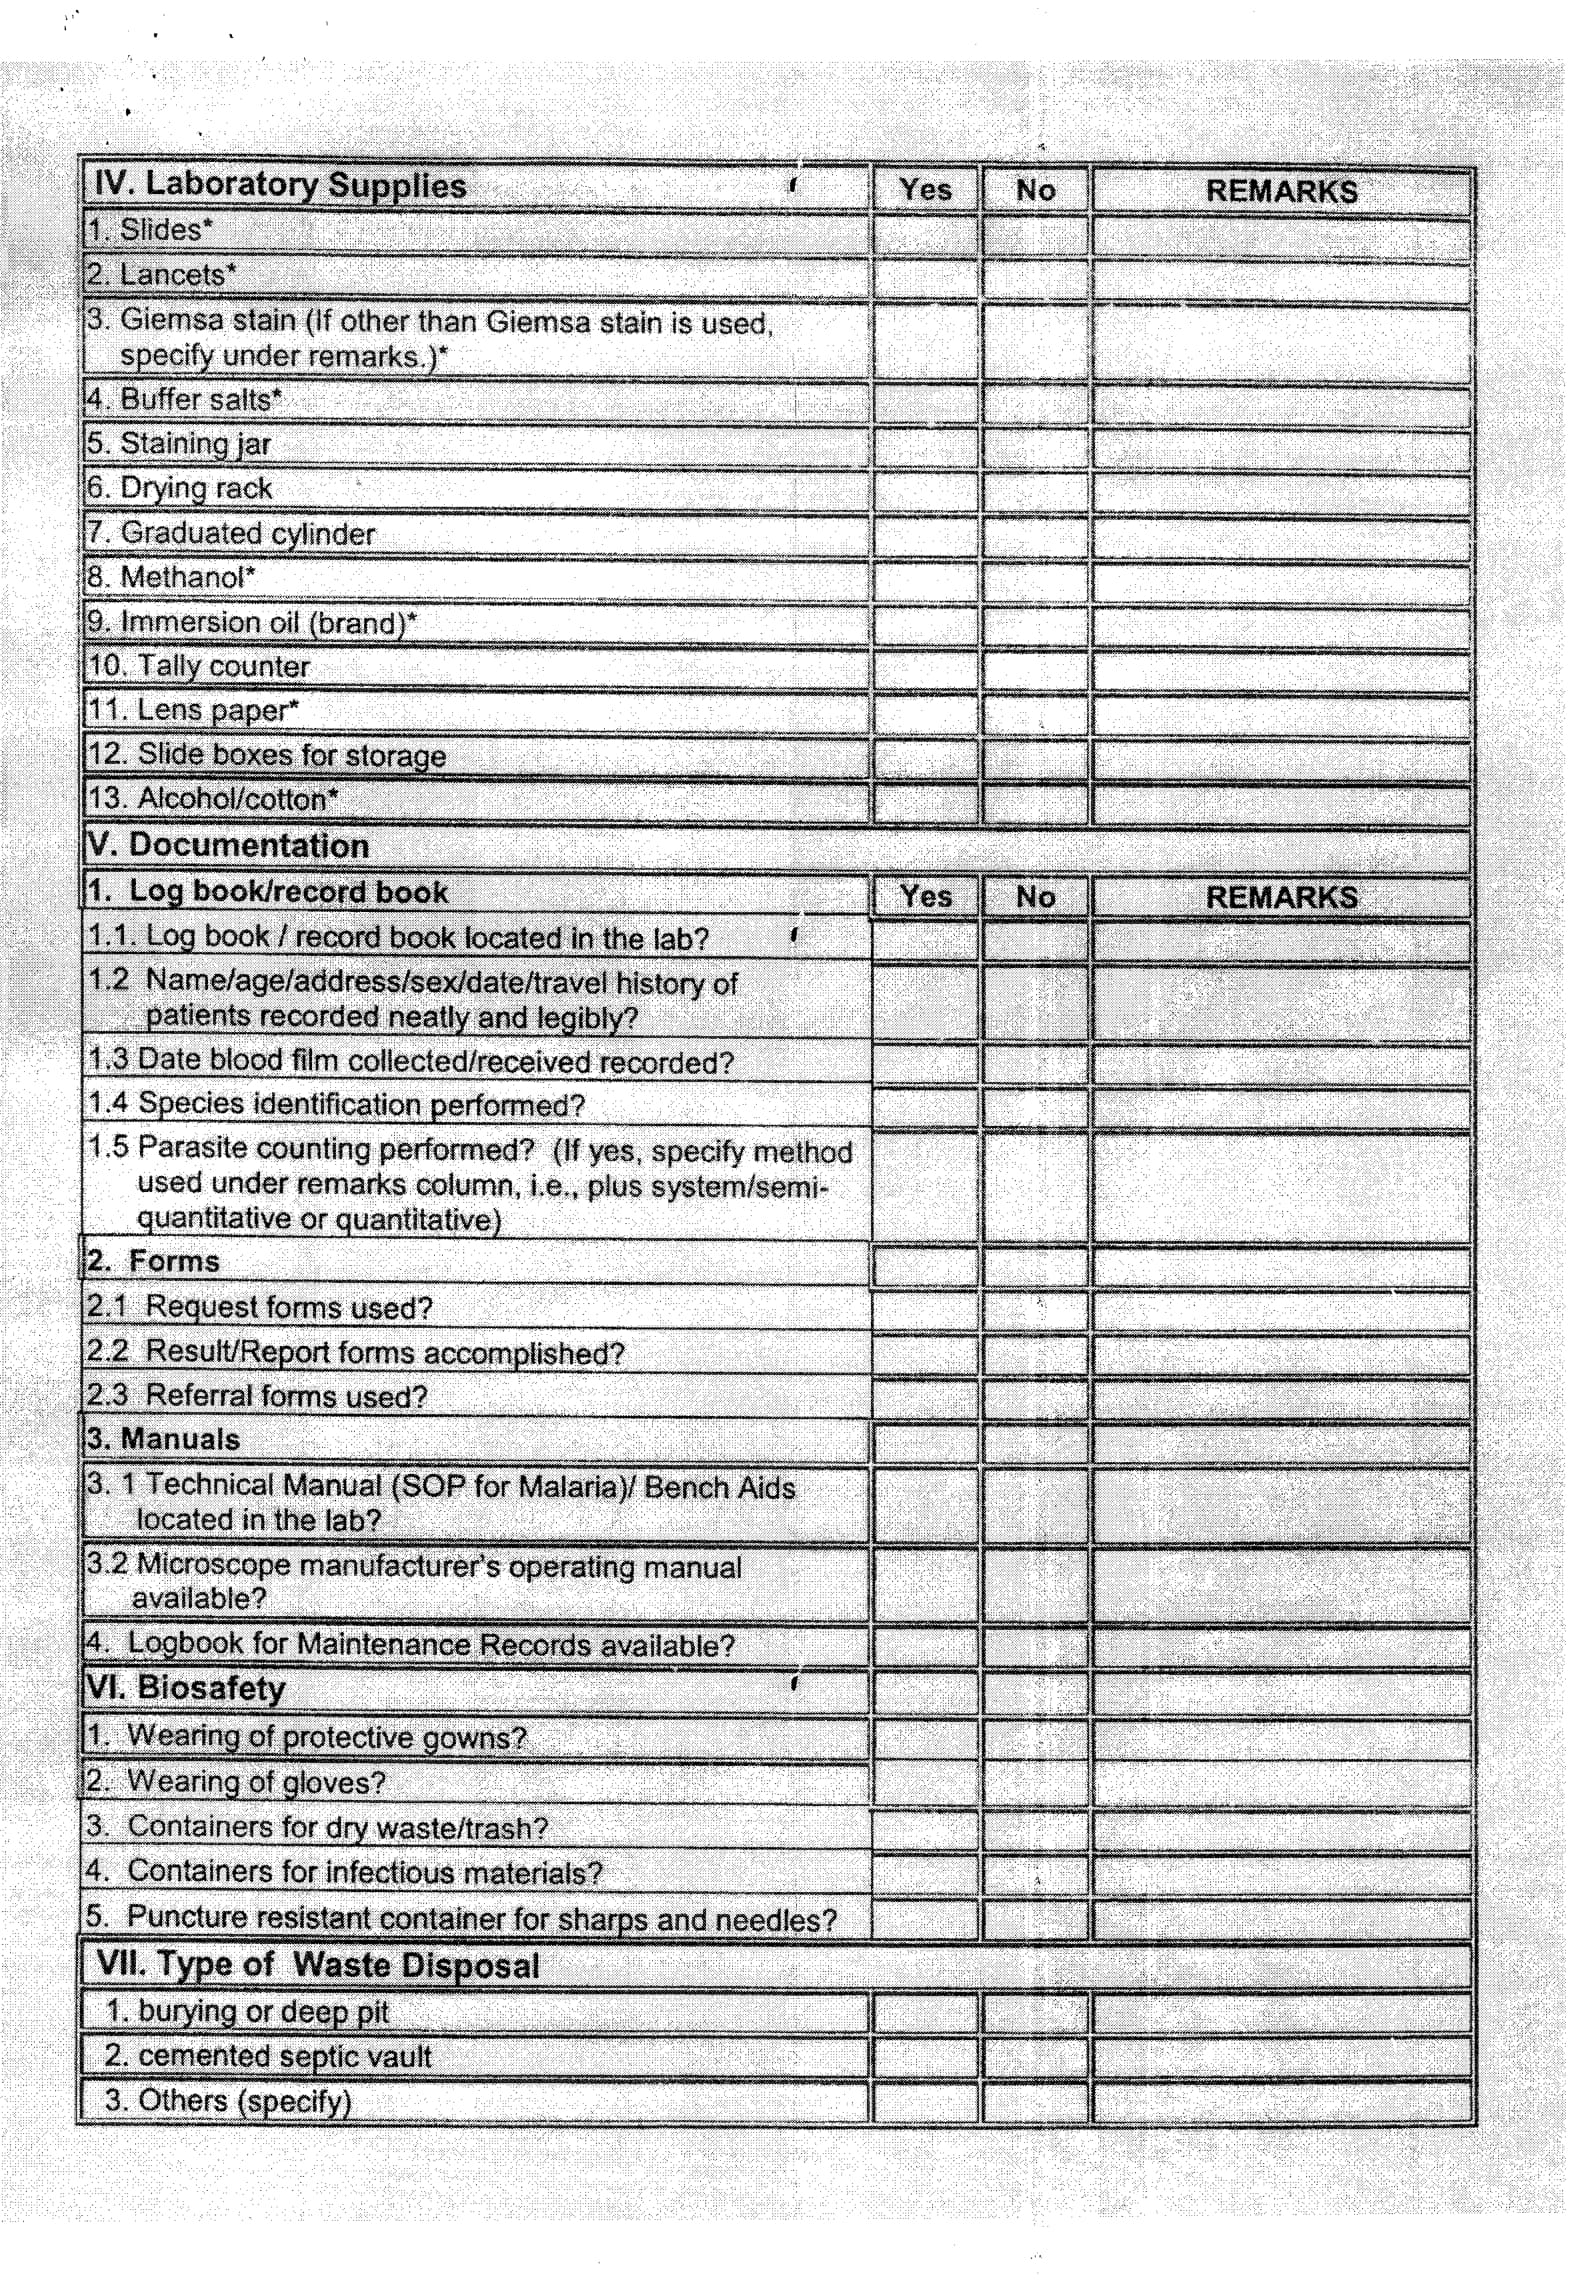 IV. Laboratory Supplies Yes No REMARKS
1. Slides*
2. Lancets*
3. Giemsa stain (If other than Giemsa stain is used,
specify under remarks.)*
4. Buffer salts*
5. Staining jar
6. Drying rack
7. Graduated cylinder
8. Methanol*
9. Immersion oil (brand)*
10. Tally counter
11. Lens paper*
12. Slide boxes for storage
13. Alcohol/cotton*
V. Documentation
1. Log book/record book Yes No REMARKS
1.1. Log book / record book located in the lab?
1.2 Name/age/address/sex/date/travel history of
patients recorded neatly and legibly?
1.3 Date blood film collected/received recorded?
1.4 Species identification performed?
1.5 Parasite counting performed? (If yes, specify method
used under remarks column, i.e., plus system/semi-
quantitative or quantitative)
2. Forms
2.1 Request forms used?
2.2 Result/Report forms accomplished?
2.3 Referral forms used?
3. Manuals
3. 1 Technical Manual (SOP for Malaria)/ Bench Aids
located in the lab?
3.2 Microscope manufacturer's operating manual
available?
4. Logbook for Maintenance Records available?
VI. Biosafety
1. Wearing of protective gowns?
2. Wearing of gloves?
3. Containers for dry waste/trash?
4. Containers for infectious materials?
5. Puncture resistant container for sharps and needles?
VII. Type of Waste Disposal
1. burying or deep pit
2. cemented septic vault
3. Others (specify)